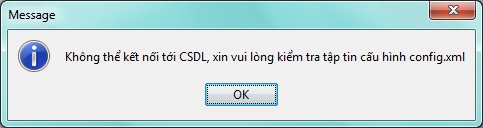 Message
Không thể kết nối tới CSDL, xin vui lòng kiểm tra tập tin cấu hình config.xml
OK